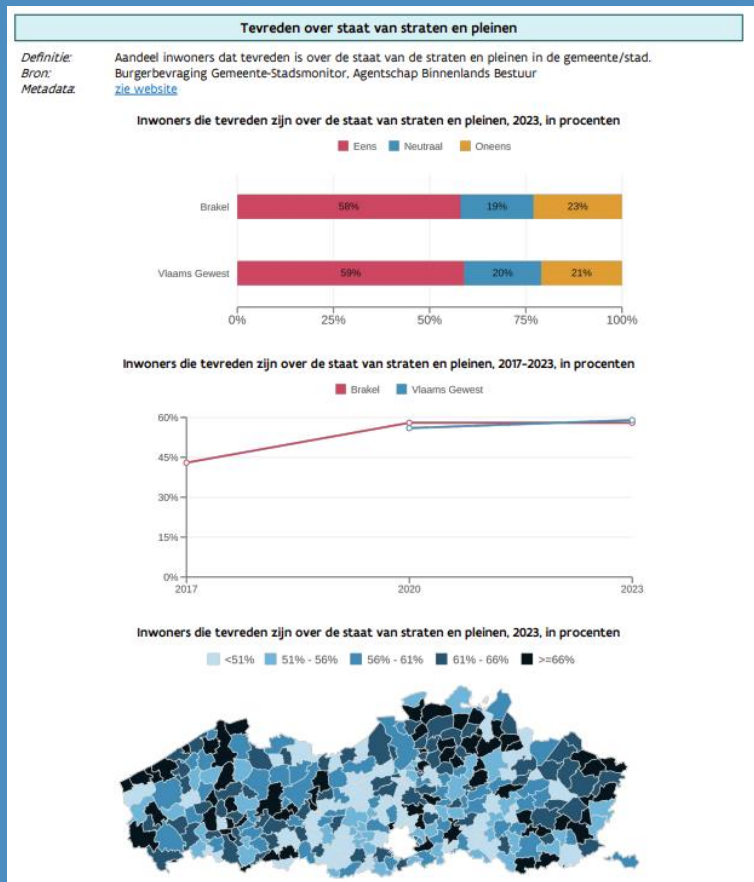 Tevreden over staat van straten en pleinen
Definitie: Aandeel inwoners dat tevreden is over de staat van de straten en pleinen in de gemeente/stad.
Bron: Burgerbevraging Gemeente-Stadsmonitor, Agentschap Binnenlands Bestuur
Metadata: zie website
Inwoners die tevreden zijn over de staat van straten en pleinen, 2023, in procenten
Eens Neutraal Oneens
Brakel 58% 19% 23%
Vlaams Gewest 59% 20% 21%
0% 25% 50% 75% 100%
Inwoners die tevreden zijn over de staat van straten en pleinen, 2017-2023, in procenten
Brakel Vlaams Gewest
60%
45%
30%
15%
0%
2017 2020 2023
Inwoners die tevreden zijn over de staat van straten en pleinen, 2023, in procenten
<51% 51% - 56% 56% - 61% 61% - 66% >=66%